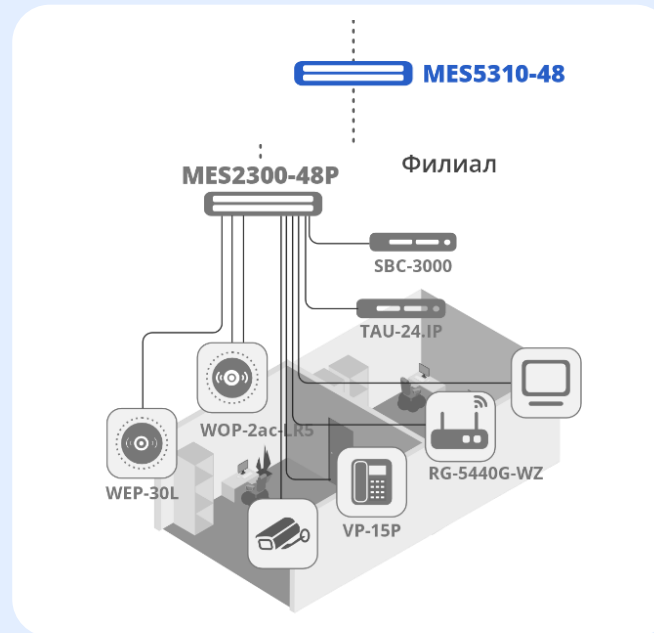 MES5310-48
Филиал
MES2300-48P
SBC-3000
TAU-24.IP
WOP-2ac-LR5
RG-5440G-WZ
WEP-30L
VP-15P